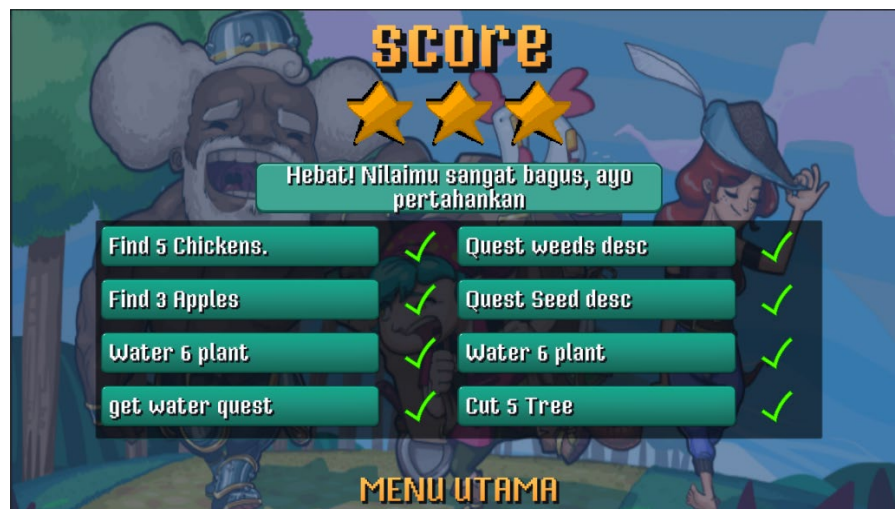 score
Hebat! Nilaimu sangat bagus, ayo
pertahankan
Find 5 Chickens.
Quest weeds desc
Find 3 Apples
Quest Seed desc
Water 6 plant
Water 6 plant
get water quest
Cut 5 Tree
MENU UTAMA